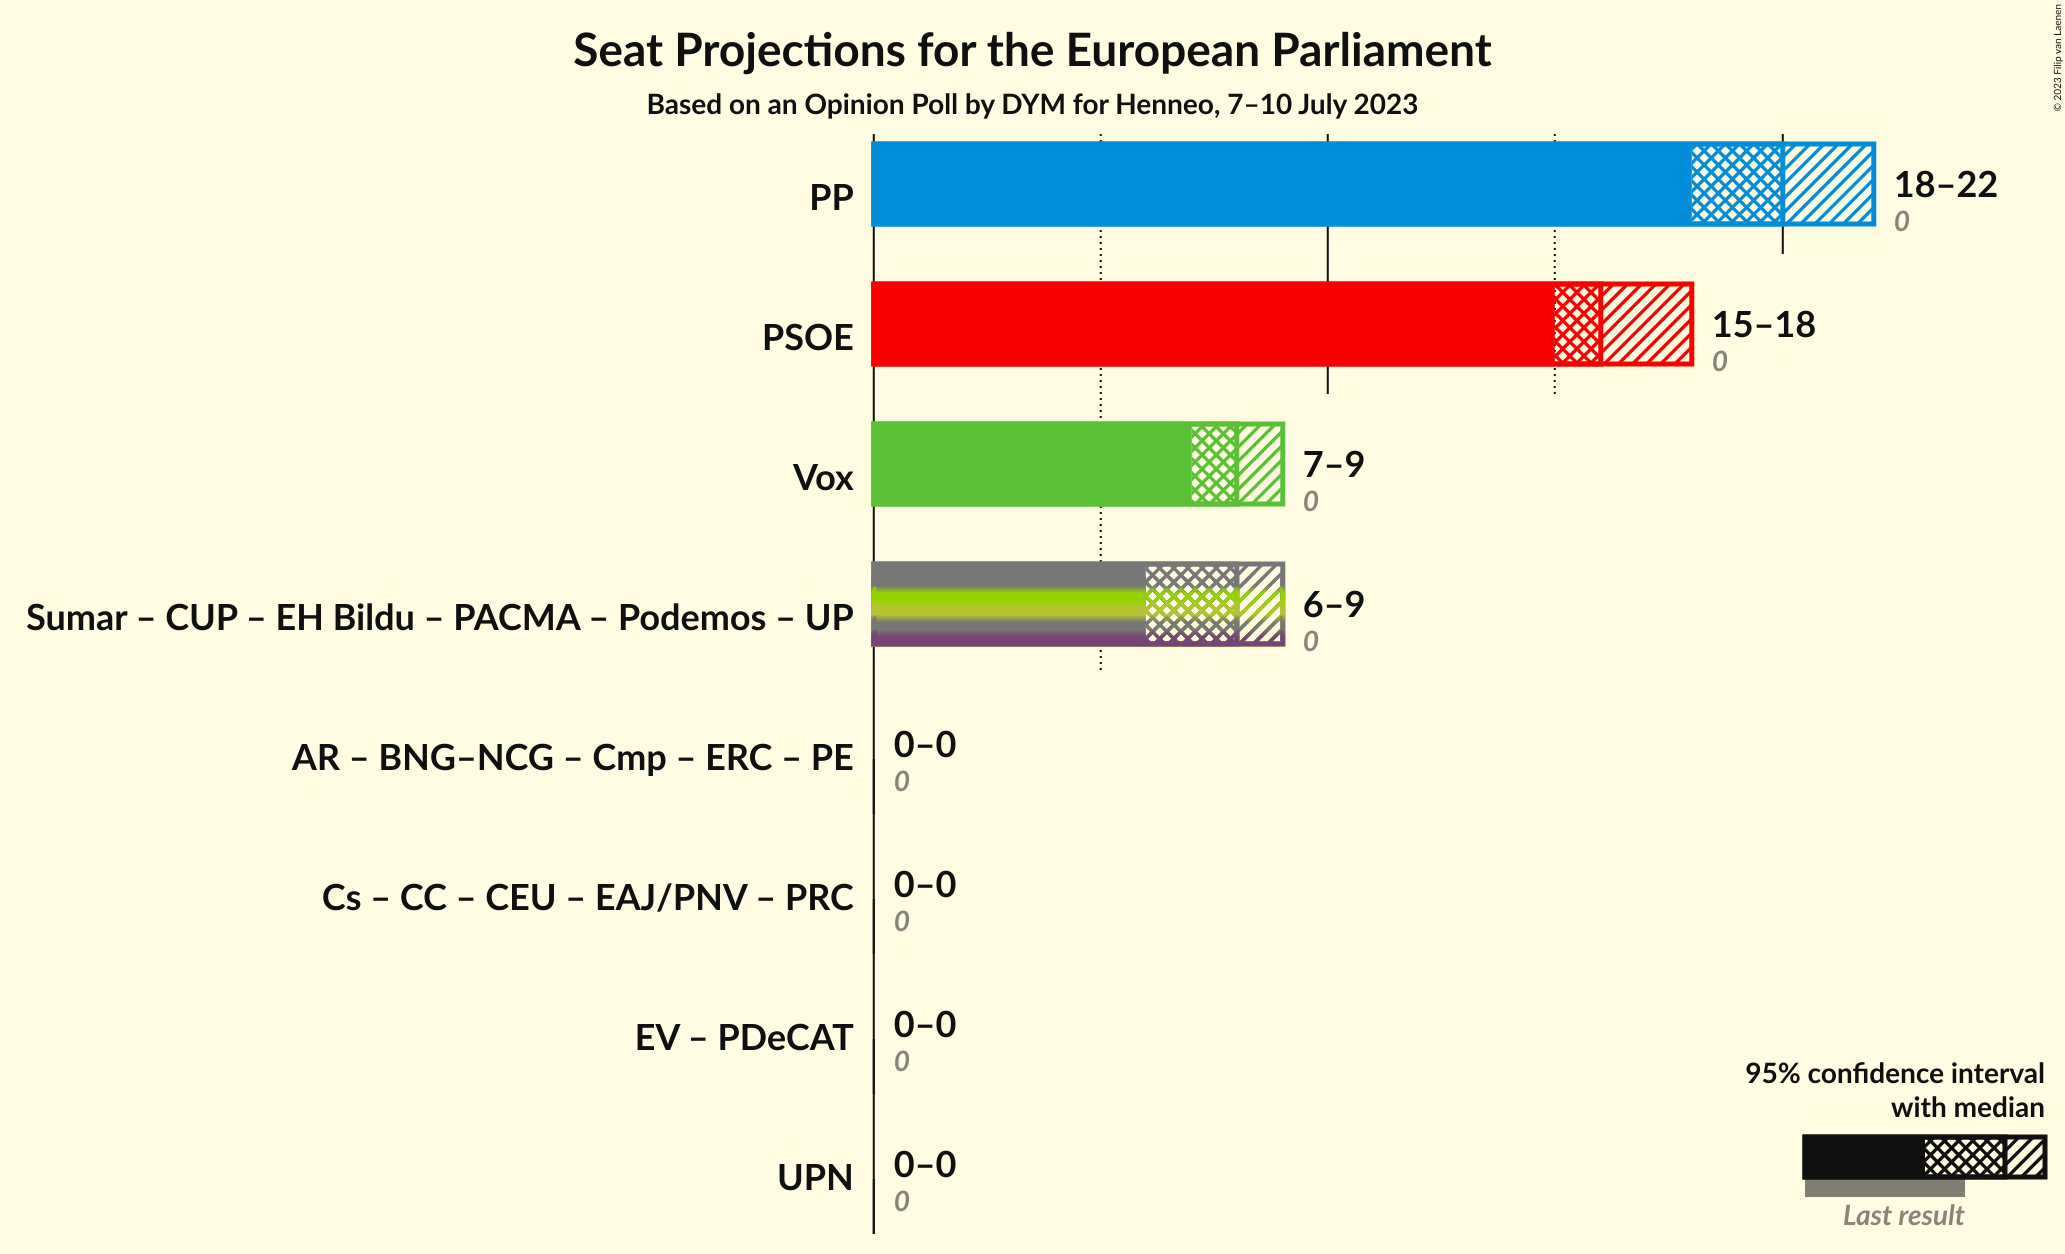 Seat Projections for the European Parliament
Based on an Opinion Poll by DYM for Henneo, 7–10 July 2023
© 2023 Filip van Laenen
PP
18–22
0
PSOE
15–18
0
Vox
7–9
0
Sumar – CUP – EH Bildu – PACMA – Podemos – UP
6–9
0
AR – BNG–NCG – Cmp – ERC – PE
0–0
0
Cs – CC – CEU – EAJ/PNV – PRC
0–0
0
EV – PDeCAT
0–0
0
UPN
0–0
0
95% confidence interval
with median
Last result